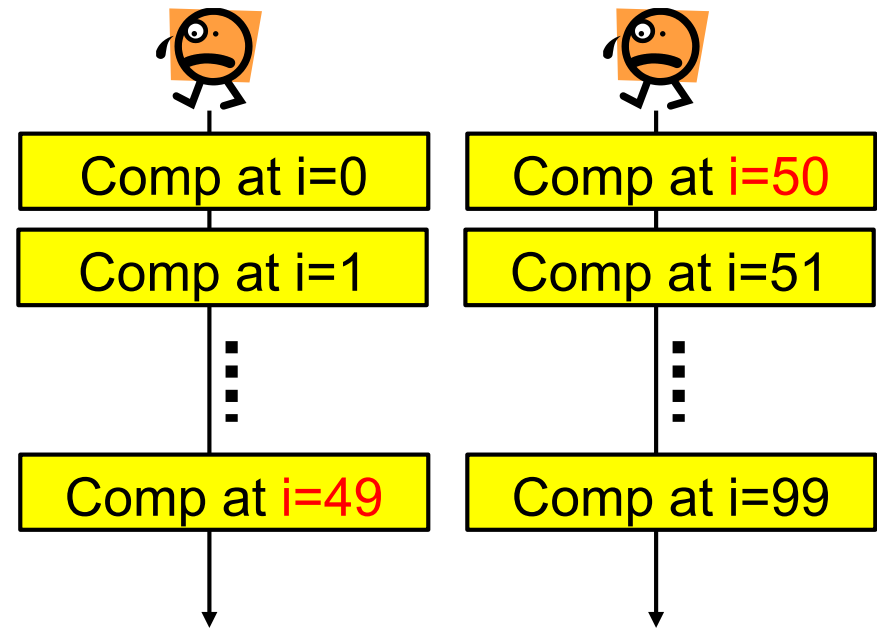 Comp at i=0
Comp at i=1
Comp at i=49
Comp at i=50
Comp at i=51
Comp at i=99